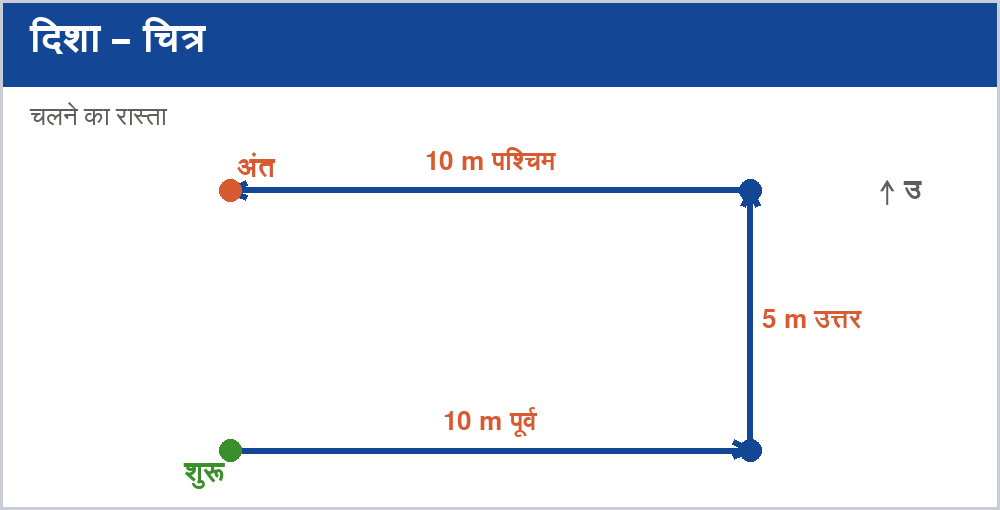 दिशा – चित्र
चलने का रास्ता
अंत
10 m पश्चिम
↑ उ
5 m उत्तर
10 m पूर्व
शुरू